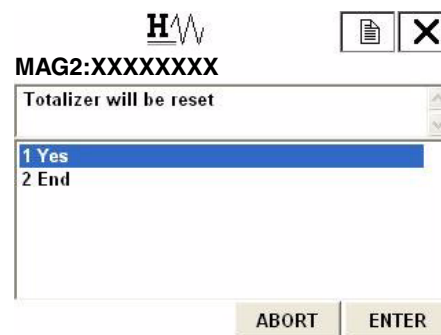 H
MAG2:XXXXXXXX
Totalizer will be reset
1 Yes
2 End
ABORT ENTER